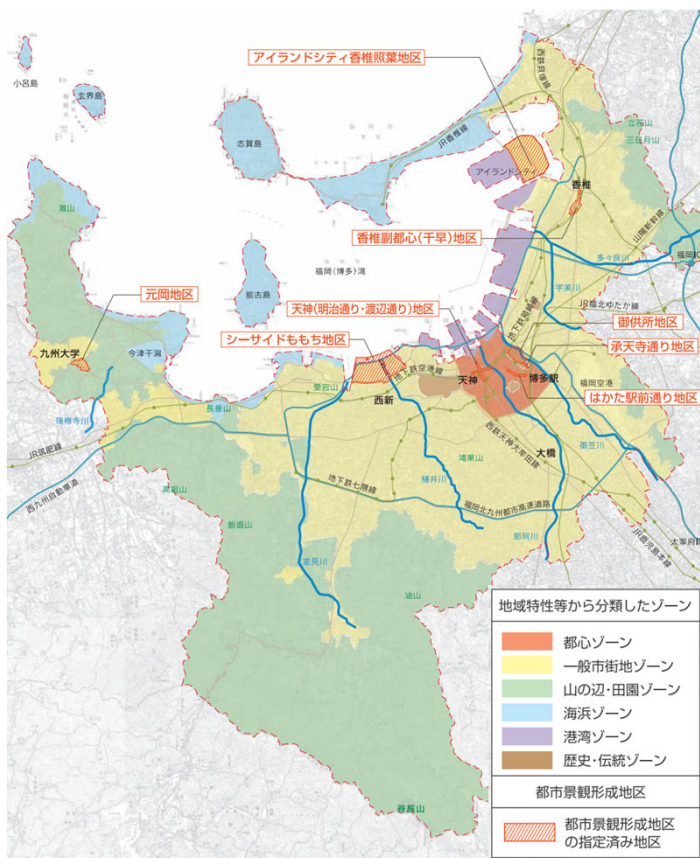 小呂島
玄界島
志賀島
アイランドシティ香椎照葉地区
西鉄貝塚線
立花山
三日月山
JR香椎線
アイランドシティ
香椎
灘山
能古島
福岡(博多)湾
香椎副都心(千早)地区
山陽新幹線
多々良川
福岡IC
宇美川
地下鉄箱崎線
JR福北ゆたか線
元岡地区
天神(明治通り・渡辺通り)地区
御供所地区
シーサイドももち地区
承天寺通り地区
九州大学
今津干潟
地下鉄空港線
愛宕山
天神
博多駅
福岡空港
西新
はかた駅前通り地区
長垂山
瑞梅寺川
JR筑肥線
西九州自動車道
大橋
御笠川
鴻巣山
西鉄天神大牟田線
地下鉄七隈線
樋井川
福岡北九州都市高速道路
高祖山
飯盛山
那珂川
JR鹿児島本線
太宰府
室見川
油山
脊振山
地域特性等から分類したゾーン
都心ゾーン
一般市街地ゾーン
山の辺・田園ゾーン
海浜ゾーン
港湾ゾーン
歴史・伝統ゾーン
都市景観形成地区
都市景観形成地区
の指定済み地区